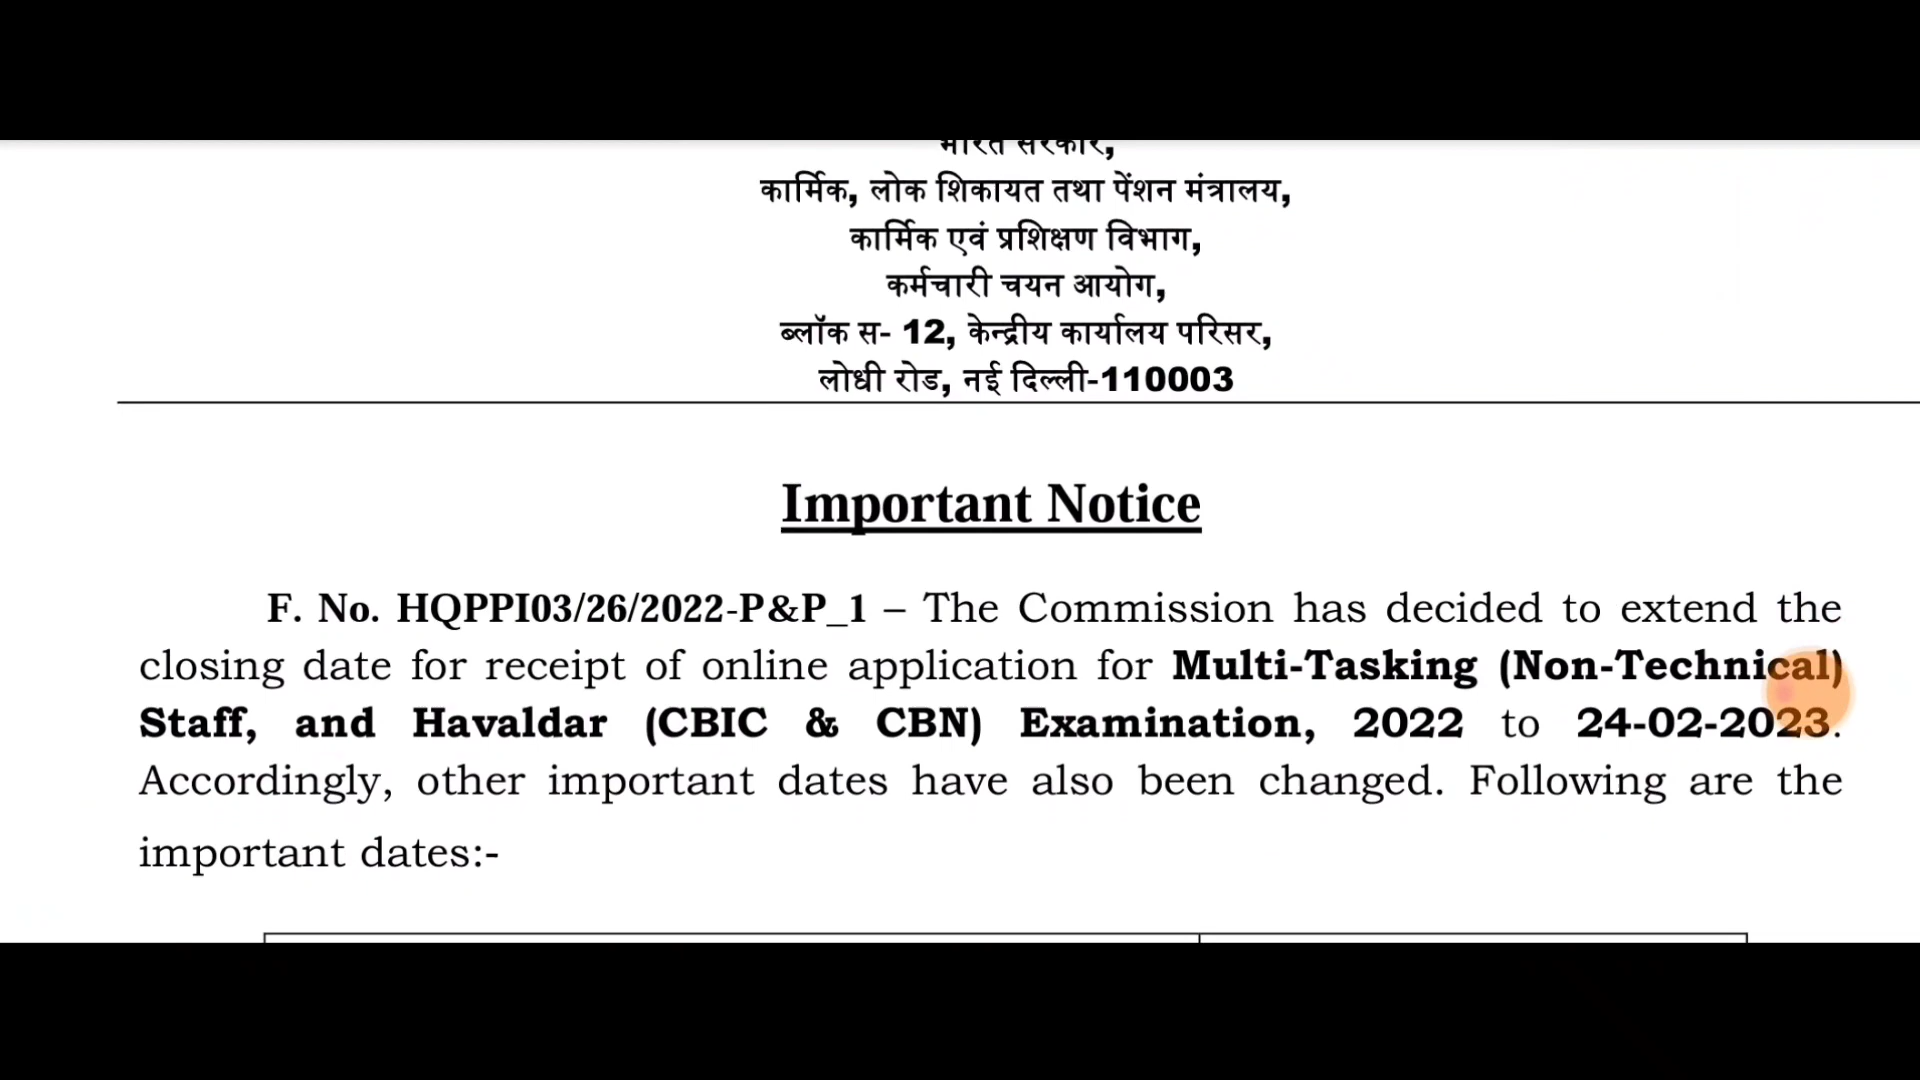 भारत सरकार,
कार्मिक, लोक शिकायत तथा पेंशन मंत्रालय,
कार्मिक एवं प्रशिक्षण विभाग,
कर्मचारी चयन आयोग,
ब्लॉक स- 12, केन्द्रीय कार्यालय परिसर,
लोधी रोड, नई दिल्ली-110003
Important Notice
F. No. HQPPI03/26/2022-P&P_1 – The Commission has decided to extend the
closing date for receipt of online application for Multi-Tasking (Non-Technical)
Staff, and Havaldar (CBIC & CBN) Examination, 2022 to 24-02-2023.
Accordingly, other important dates have also been changed. Following are the
important dates:-